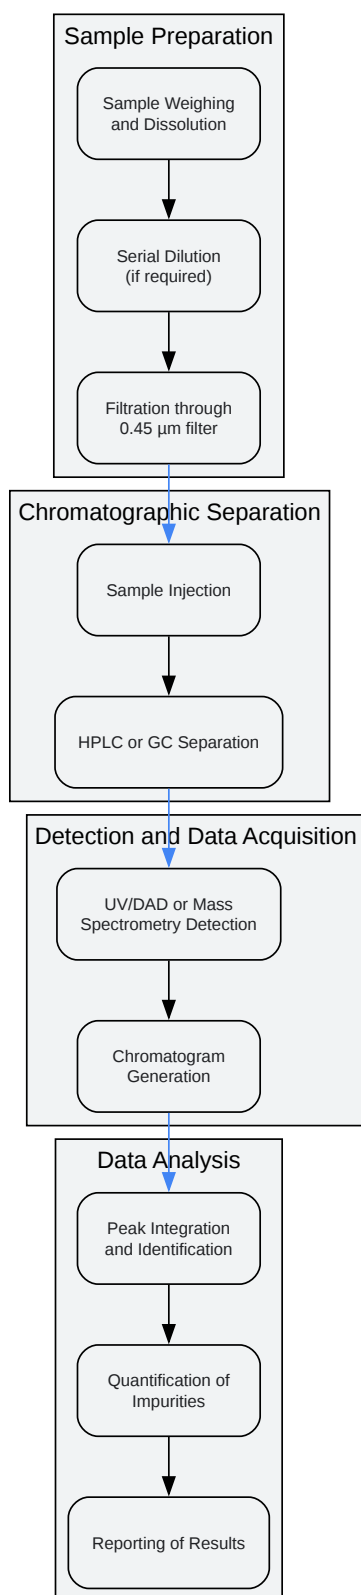 Sample Preparation
Sample Weighing
and Dissolution
Serial Dilution
(if required)
Filtration through
0.45 µm filter
Chromatographic Separation
Sample Injection
HPLC or GC Separation
Detection and Data Acquisition
UV/DAD or Mass
Spectrometry Detection
Chromatogram
Generation
Data Analysis
Peak Integration
and Identification
Quantification of
Impurities
Reporting of Results